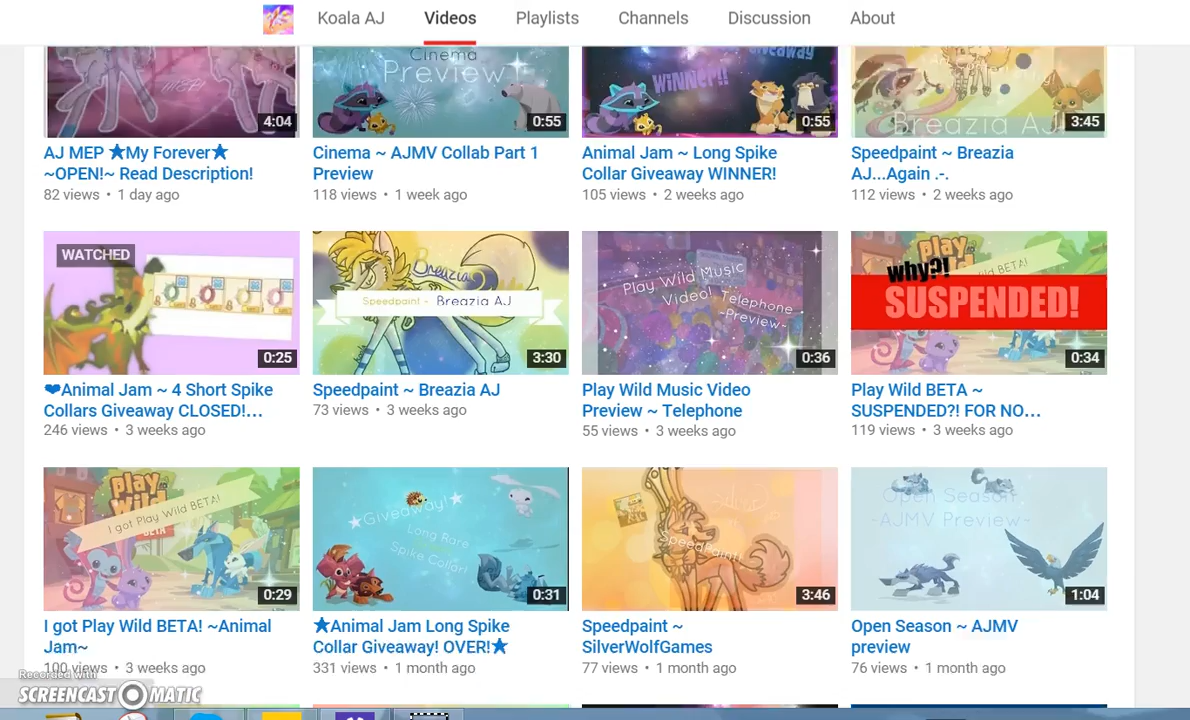 Koala AJ Videos Playlists Channels Discussion About
Cinema
Preview
4:04
0:55
WINNER!!
Giveaway
0:55
Breazia AJ
3:45
AJ MEP ★My Forever★
~OPEN!~ Read Description!
82 views • 1 day ago
Cinema ~ AJMV Collab Part 1
Preview
118 views • 1 week ago
Animal Jam ~ Long Spike
Collar Giveaway WINNER!
105 views • 2 weeks ago
Speedpaint ~ Breazia
AJ...Again .-.
112 views • 2 weeks ago
WATCHED
0:25
Breazia
Speedpaint - Breazia AJ
3:30
Play Wild Music
Video! Telephone
-Preview-
0:36
play
Wild BETA!
why?!
SUSPENDED!
0:34
❤Animal Jam ~ 4 Short Spike
Collars Giveaway CLOSED!...
246 views • 3 weeks ago
Speedpaint ~ Breazia AJ
73 views • 3 weeks ago
Play Wild Music Video
Preview ~ Telephone
55 views • 3 weeks ago
Play Wild BETA ~
SUSPENDED?! FOR NO...
119 views • 3 weeks ago
play
wild
I got Play Wild BETA!
BETA
0:29
★Giveaway!★
Long Rare
Spike Collar!
0:31
SpeedPaint!
3:46
Open Season
-AJMV Preview-
1:04
I got Play Wild BETA! ~Animal
Jam~
100 views • 3 weeks ago
★Animal Jam Long Spike
Collar Giveaway! OVER!★
331 views • 1 month ago
Speedpaint ~
SilverWolfGames
77 views • 1 month ago
Open Season ~ AJMV
preview
76 views • 1 month ago
Recorded with
SCREENCAST-O-MATIC